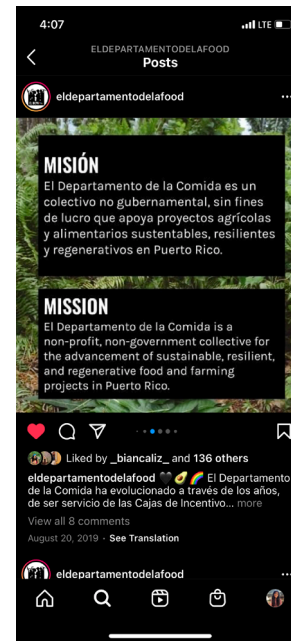 4:07
LTE
ELDEPARTAMENTODELAFOOD
Posts
eldepartamentodelafood
MISIÓN
El Departamento de la Comida es un
colectivo no gubernamental, sin fines
de lucro que apoya proyectos agrícolas
y alimentarios sustentables, resilientes
y regenerativos en Puerto Rico.
MISSION
El Departamento de la Comida is a
non-profit, non-government collective for
the advancement of sustainable, resilient,
and regenerative food and farming
projects in Puerto Rico.
Liked by _biancaliz_ and 136 others
eldepartamentodelafood 🖤🥑🌈 El Departamento
de la Comida ha evolucionado a través de los años,
de ser servicio de las Cajas de Incentivo... more
View all 8 comments
August 20, 2019 · See Translation
eldepartamentodelafood